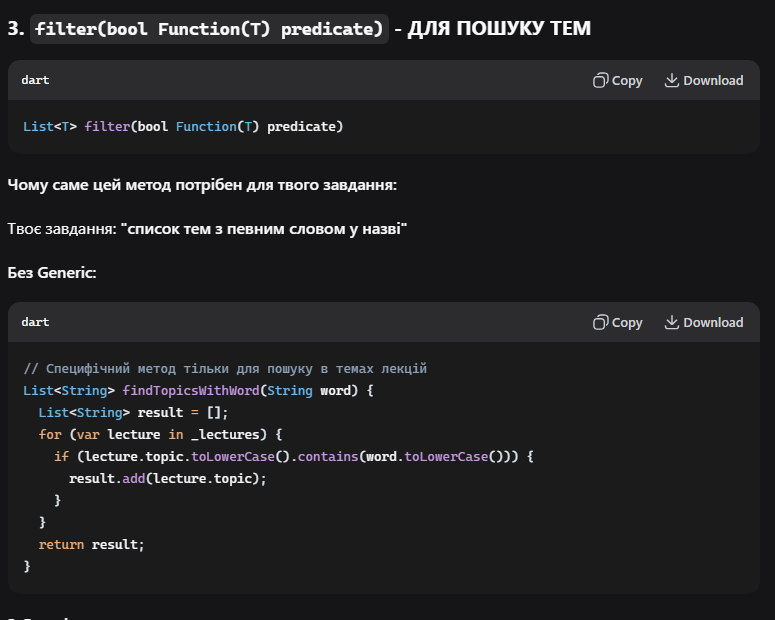 3. filter(bool Function(T) predicate) - ДЛЯ ПОШУКУ ТЕМ
dart Copy Download
List<T> filter(bool Function(T) predicate)
Чому саме цей метод потрібен для твого завдання:
Твоє завдання: "список тем з певним словом у назві"
Без Generic:
dart Copy Download
// Специфічний метод тільки для пошуку в темах лекцій
List<String> findTopicsWithWord(String word) {
  List<String> result = [];
  for (var lecture in _lectures) {
    if (lecture.topic.toLowerCase().contains(word.toLowerCase())) {
      result.add(lecture.topic);
    }
  }
  return result;
}